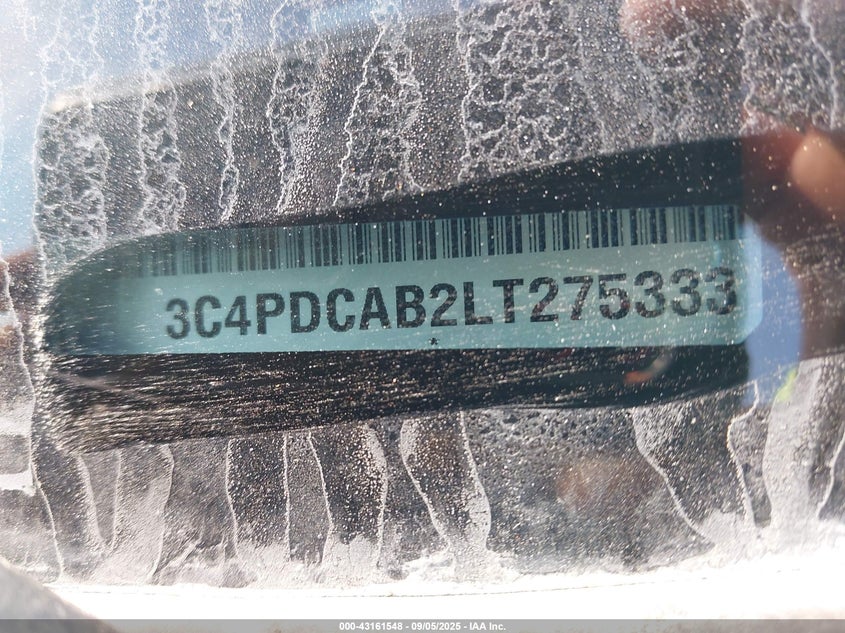 3C4PDCAB2LT275333
000-43161548 - 09/05/2025 - IAA Inc.